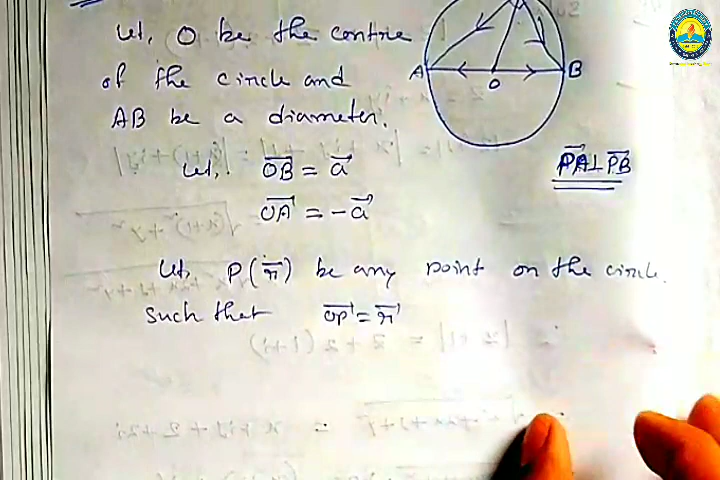 Let, O be the centre
of the circle and
AB be a diameter.
A O B
Let, OB⃗ = a⃗
PA⃗ ⊥ PB⃗
OA⃗ = -a⃗
Let, P(r⃗) be any point on the circle.
Such that OP⃗ = r⃗